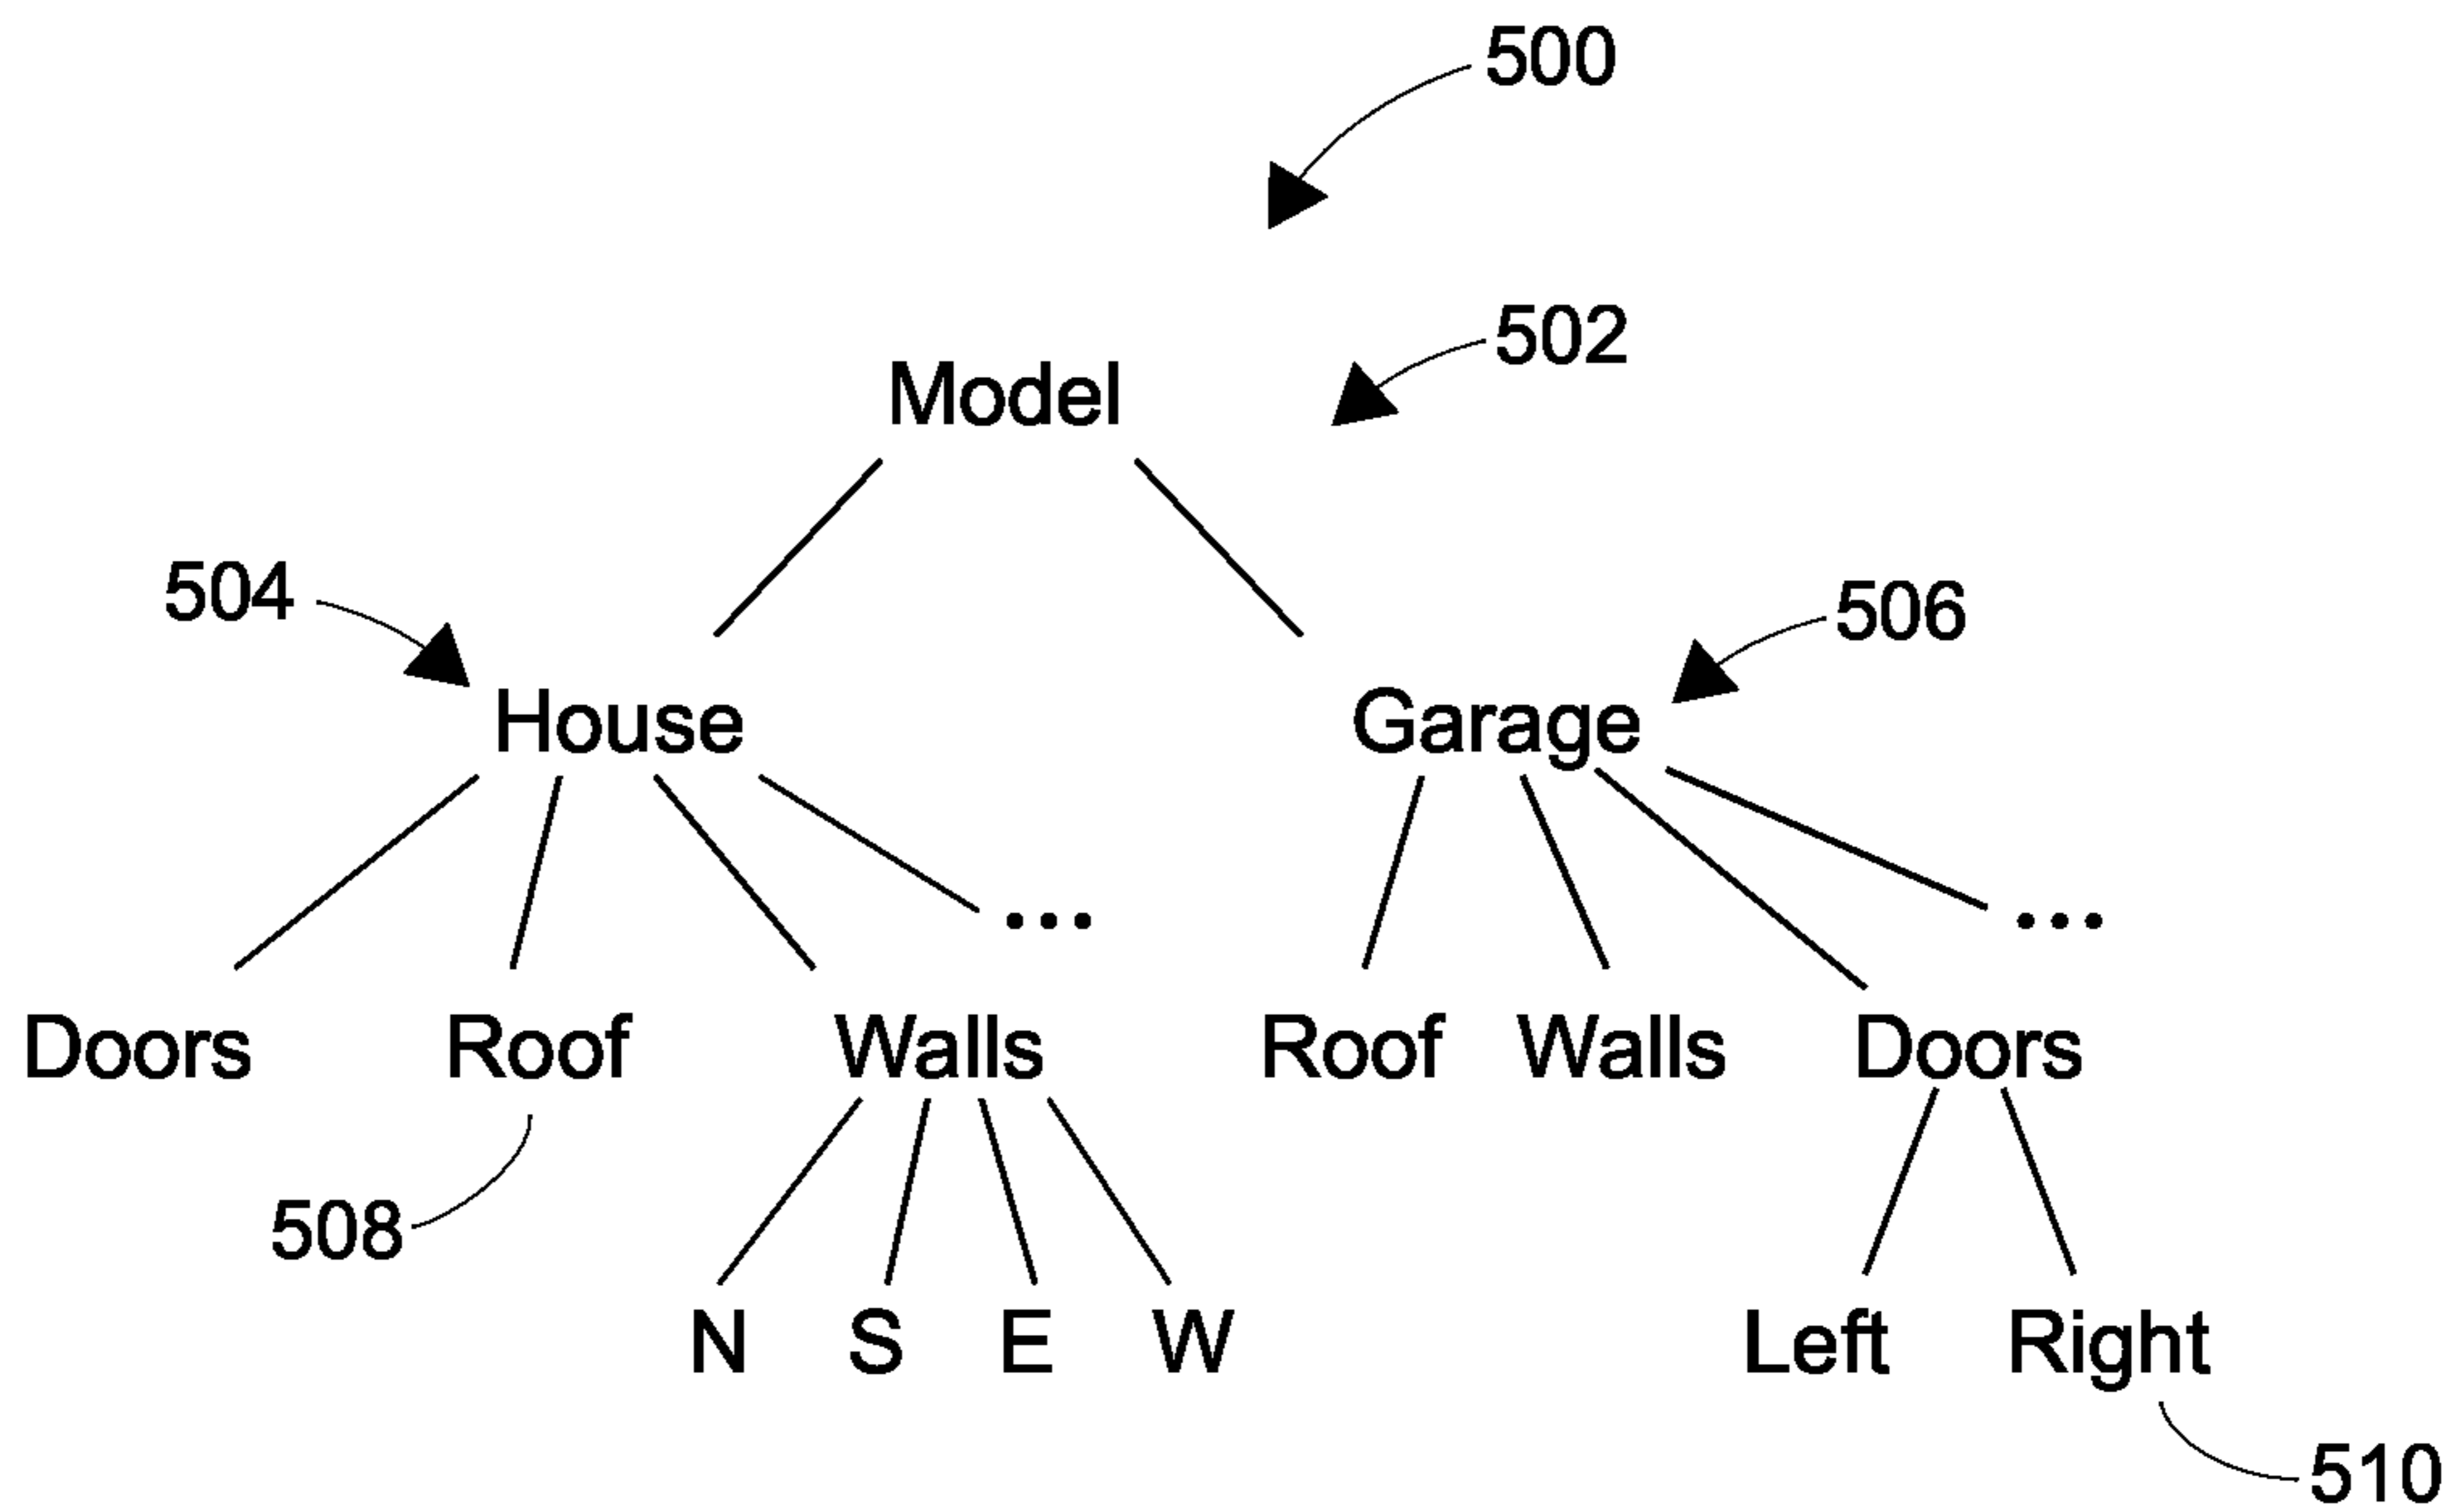 500
502
Model
504
506
House
Garage
... ...
Doors Roof Walls Roof Walls Doors
508
N S E W Left Right
510